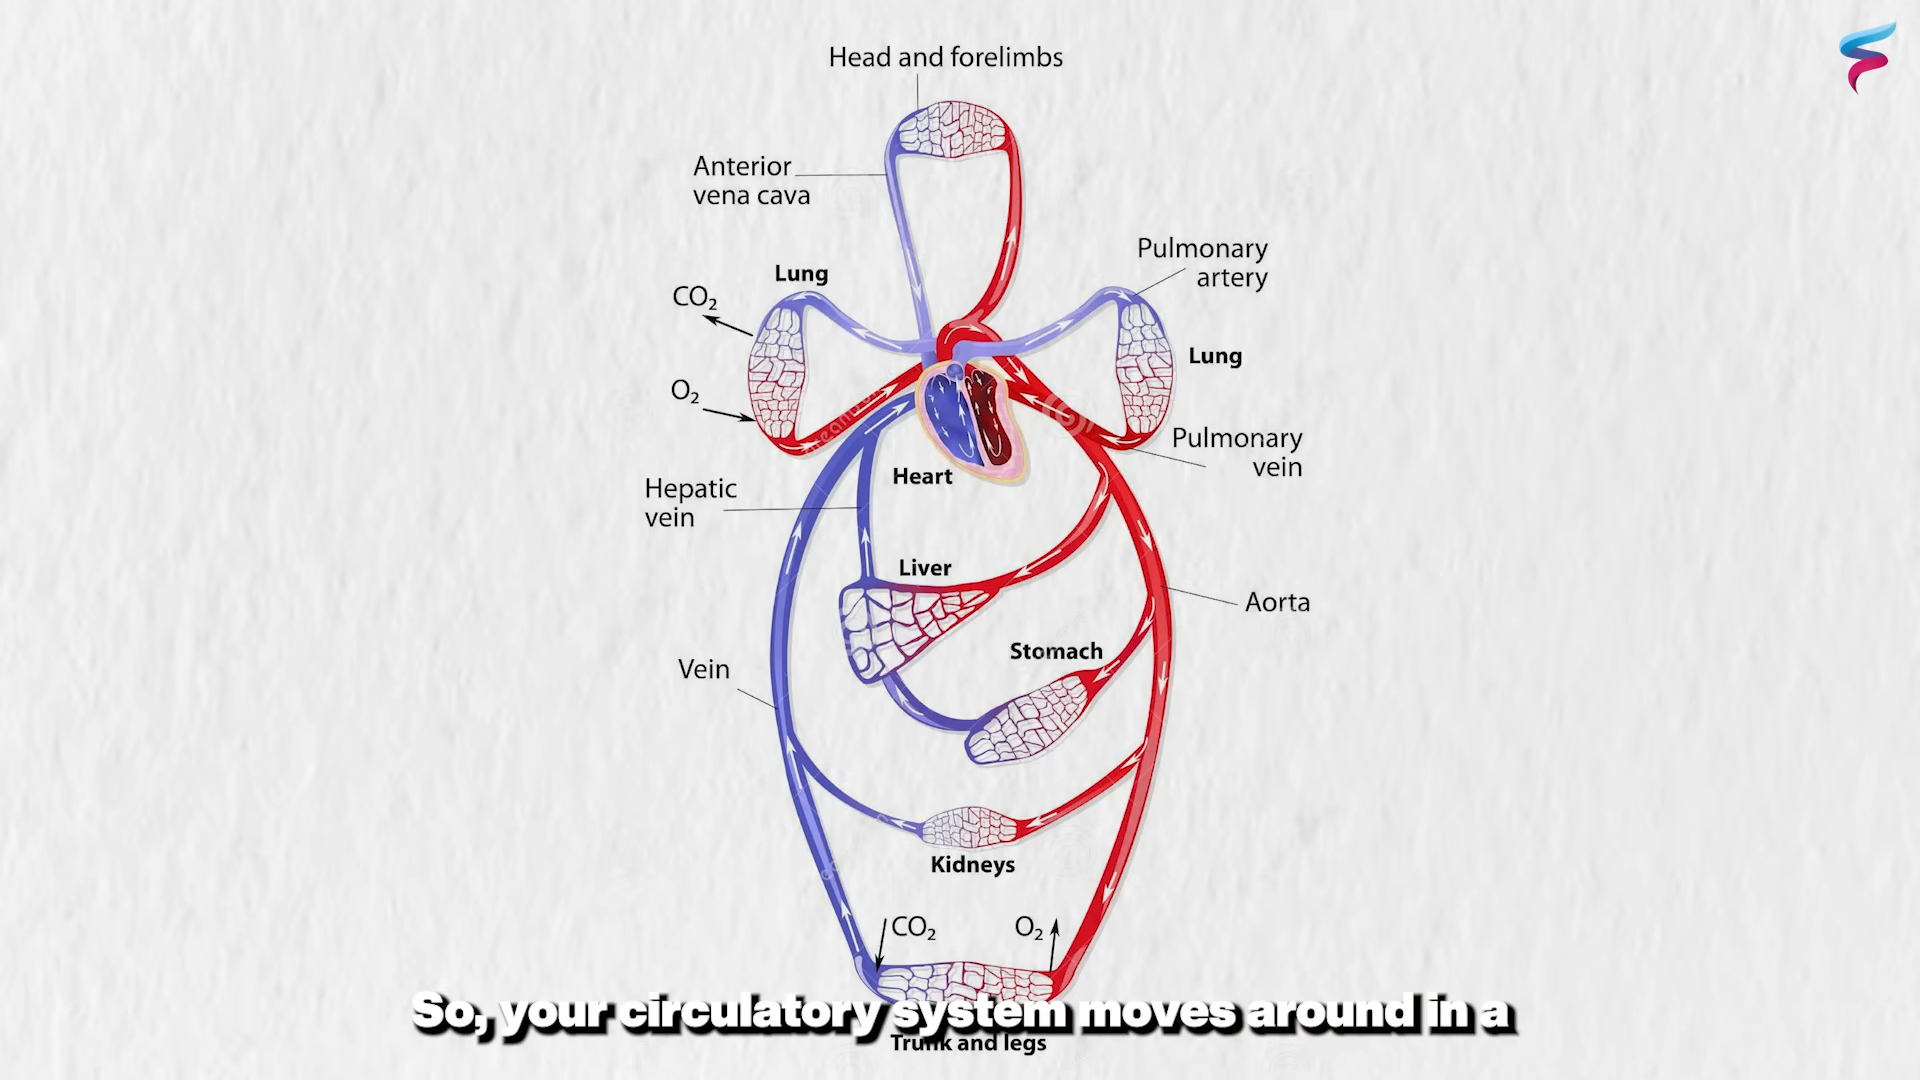 Head and forelimbs
Anterior
vena cava
Pulmonary
artery
Lung
CO₂
Lung
O₂
Pulmonary
vein
Heart
Hepatic
vein
Liver
Aorta
Stomach
Vein
Kidneys
CO₂
O₂
So, your circulatory system moves around in a
Trunk and legs